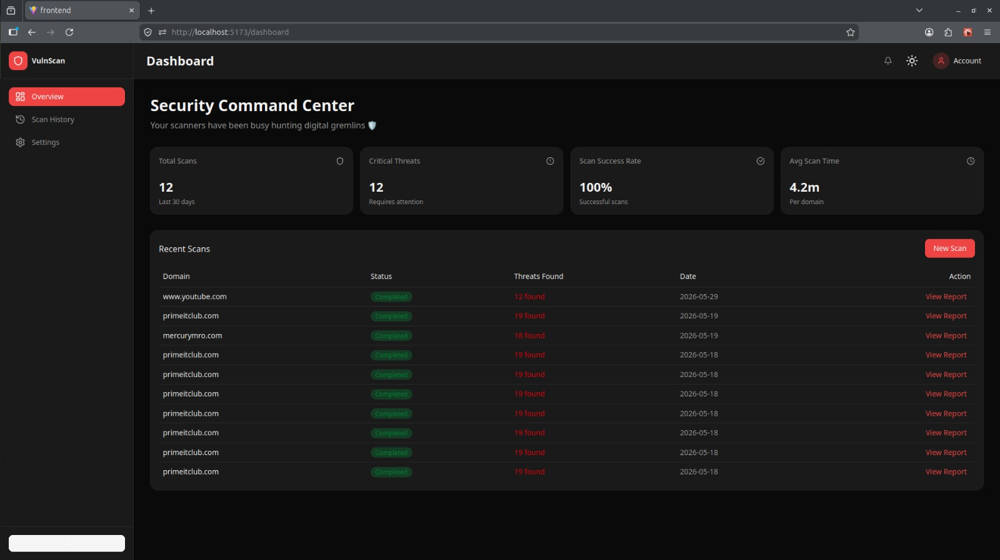 frontend
http://localhost:5173/dashboard
VulnScan
Dashboard
Account
Overview
Scan History
Settings
Security Command Center
Your scanners have been busy hunting digital gremlins 🛡️
Total Scans
12
Last 30 days
Critical Threats
12
Requires attention
Scan Success Rate
100%
Successful scans
Avg Scan Time
4.2m
Per domain
Recent Scans
New Scan
Domain Status Threats Found Date Action
www.youtube.com Completed 12 found 2026-05-29 View Report
primeitclub.com Completed 19 found 2026-05-19 View Report
mercurymro.com Completed 18 found 2026-05-19 View Report
primeitclub.com Completed 19 found 2026-05-18 View Report
primeitclub.com Completed 19 found 2026-05-18 View Report
primeitclub.com Completed 19 found 2026-05-18 View Report
primeitclub.com Completed 19 found 2026-05-18 View Report
primeitclub.com Completed 19 found 2026-05-18 View Report
primeitclub.com Completed 19 found 2026-05-18 View Report
primeitclub.com Completed 19 found 2026-05-18 View Report